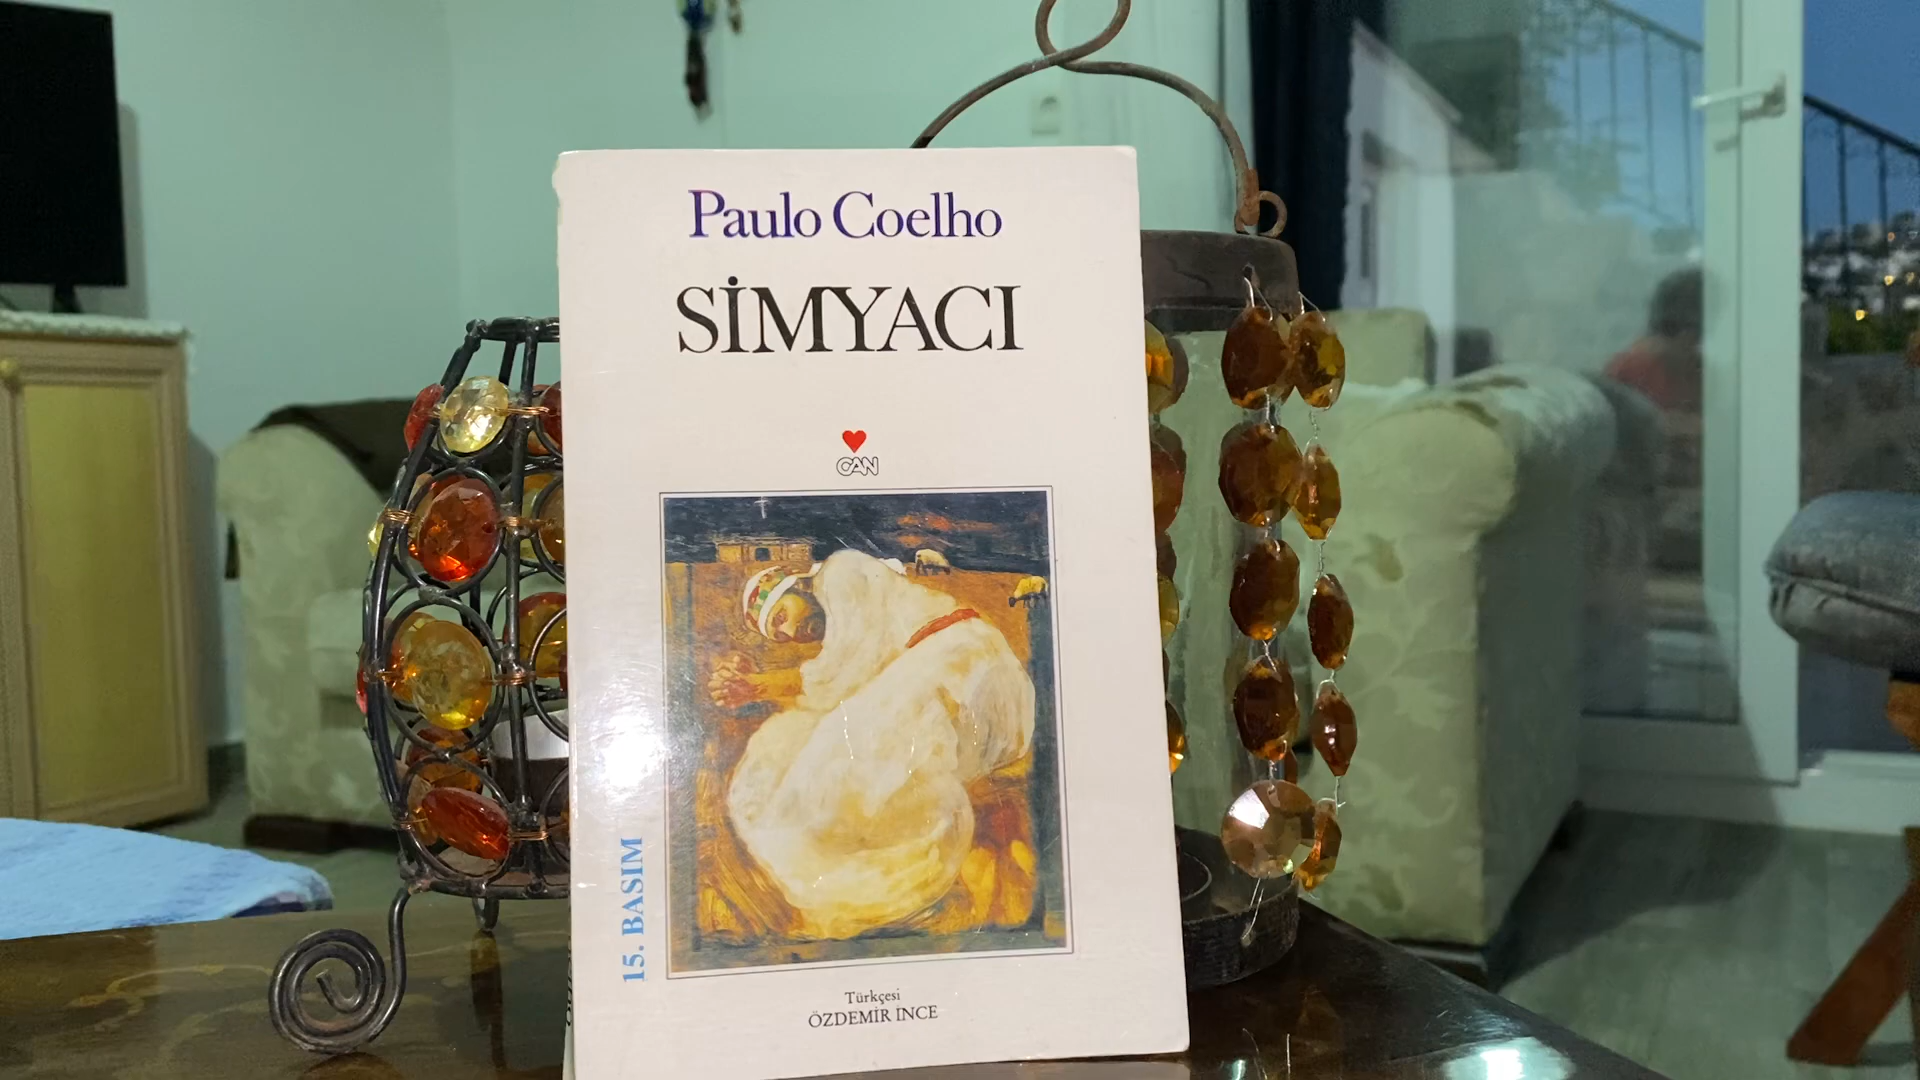 Paulo Coelho
SİMYACI
CAN
15. BASIM
Türkçesi
ÖZDEMİR İNCE